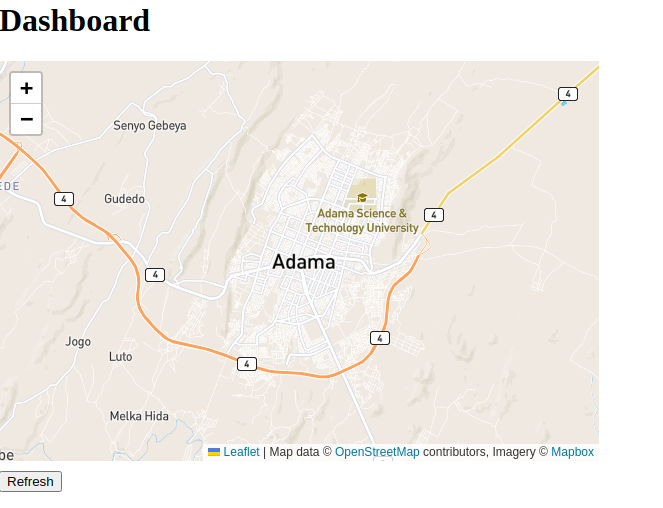 Dashboard
+
−
4
Senyo Gebeya
EDE
Gudedo
4
Adama Science &
Technology University
4
Adama
4
4
Jogo
Luto
4
Melka Hida
be
Leaflet | Map data © OpenStreetMap contributors, Imagery © Mapbox
Refresh